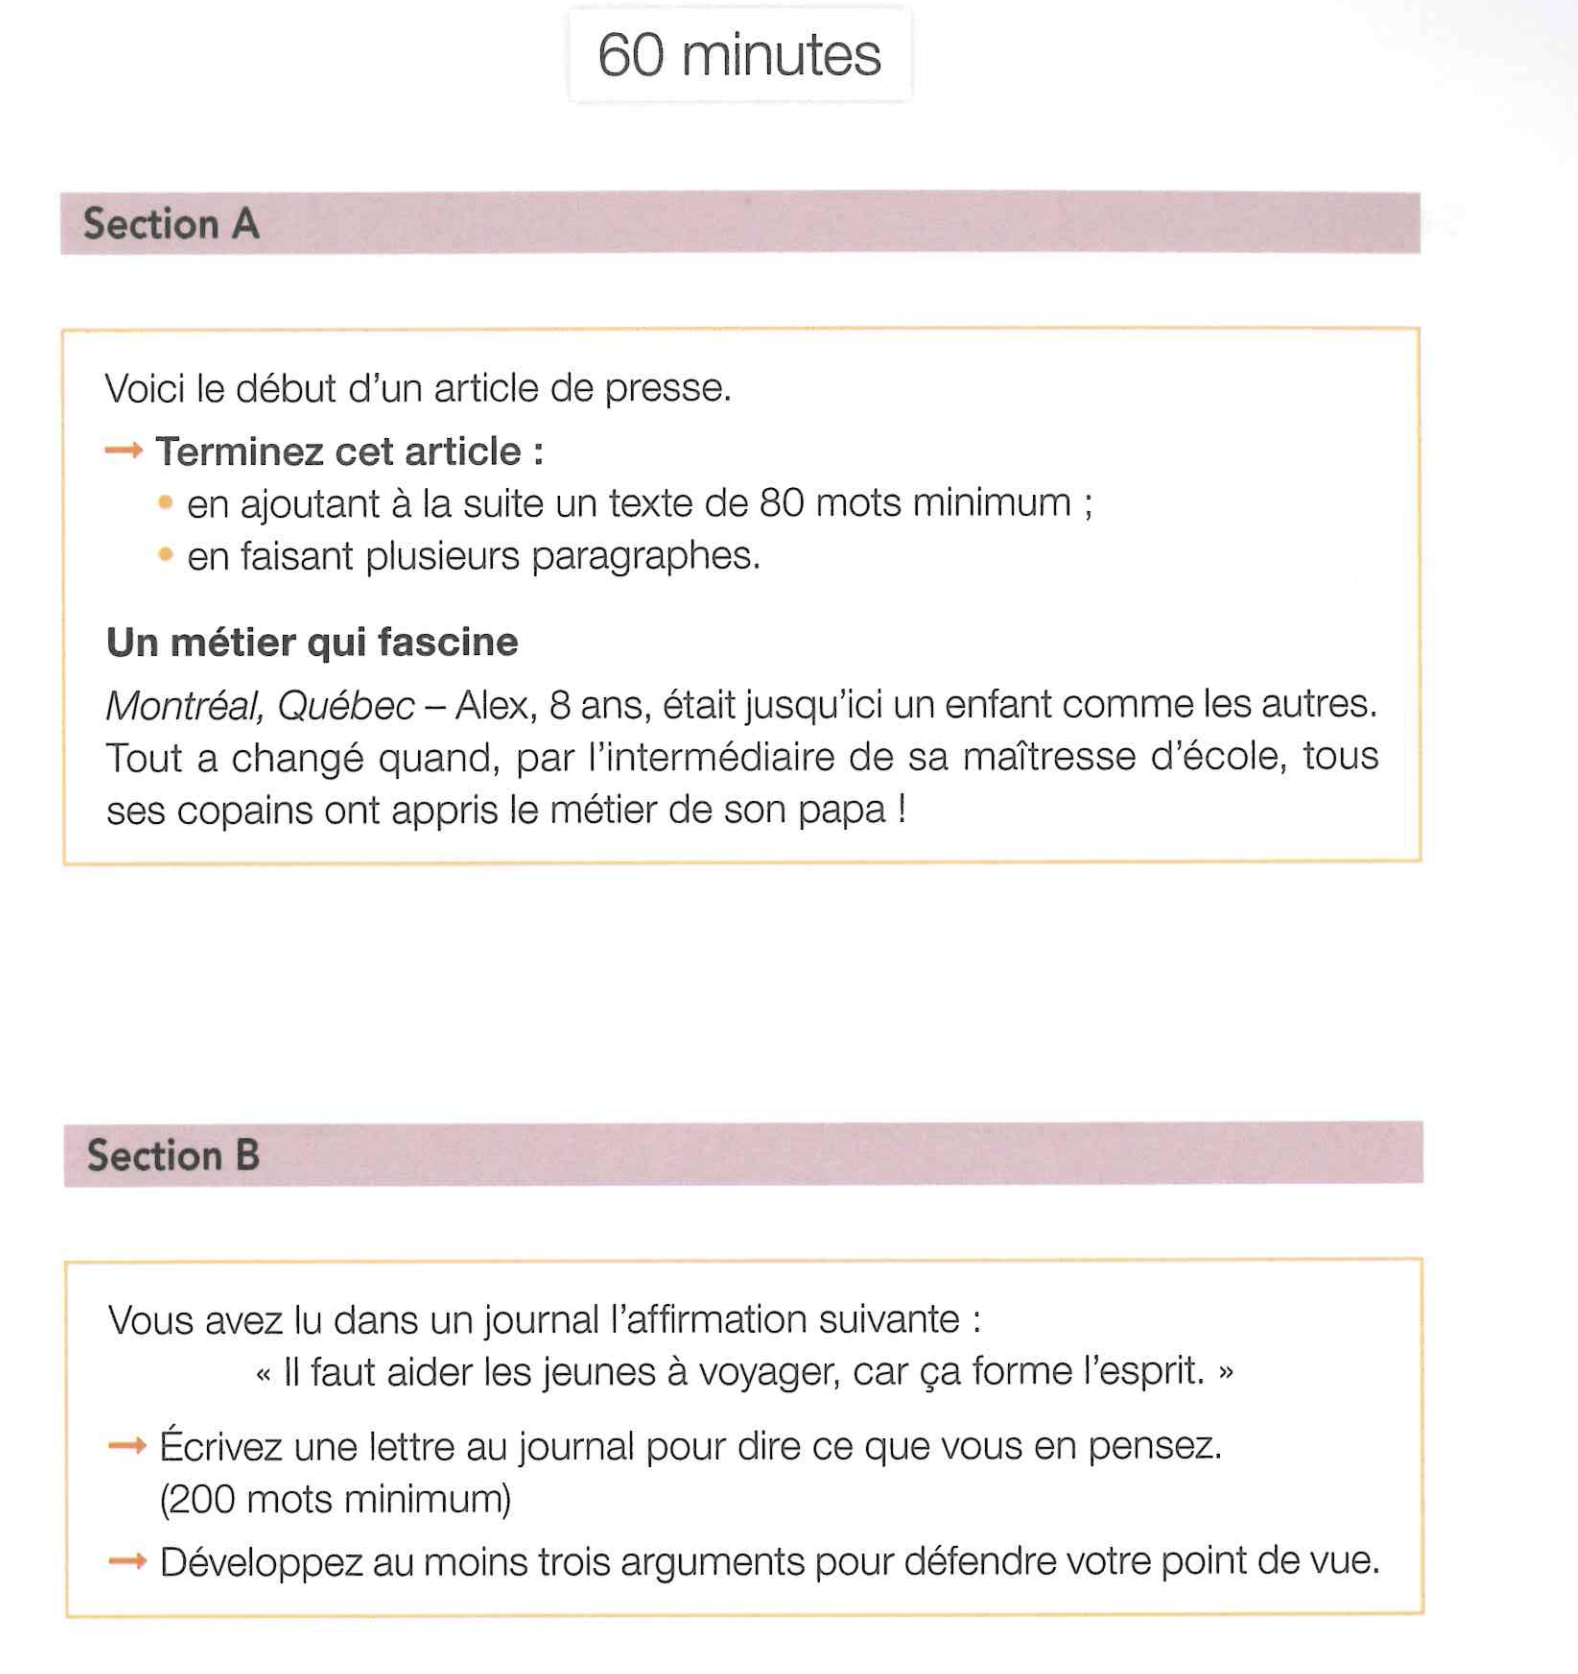 60 minutes
Section A
Voici le début d'un article de presse.
→ Terminez cet article :
• en ajoutant à la suite un texte de 80 mots minimum ;
• en faisant plusieurs paragraphes.
Un métier qui fascine
Montréal, Québec – Alex, 8 ans, était jusqu'ici un enfant comme les autres.
Tout a changé quand, par l'intermédiaire de sa maîtresse d'école, tous
ses copains ont appris le métier de son papa !
Section B
Vous avez lu dans un journal l'affirmation suivante :
« Il faut aider les jeunes à voyager, car ça forme l'esprit. »
→ Écrivez une lettre au journal pour dire ce que vous en pensez.
(200 mots minimum)
→ Développez au moins trois arguments pour défendre votre point de vue.